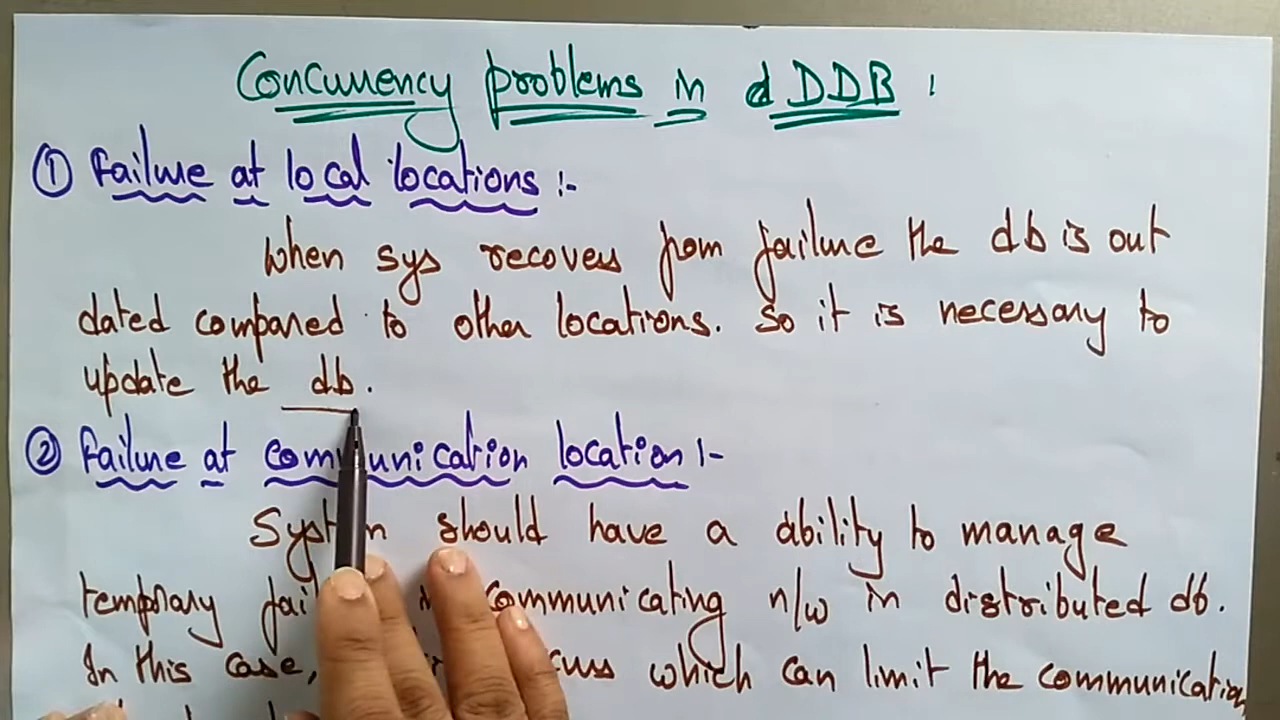 Concurrency problems in dDDB :
① Failure at local locations :-
When sys recovers from failure the db is out
dated compared to other locations. So it is necessary to
update the db.
② Failure at communication location :-
System should have a ability to manage
temprary in communicating n/w in distributed db.
In this case, which can limit the communication